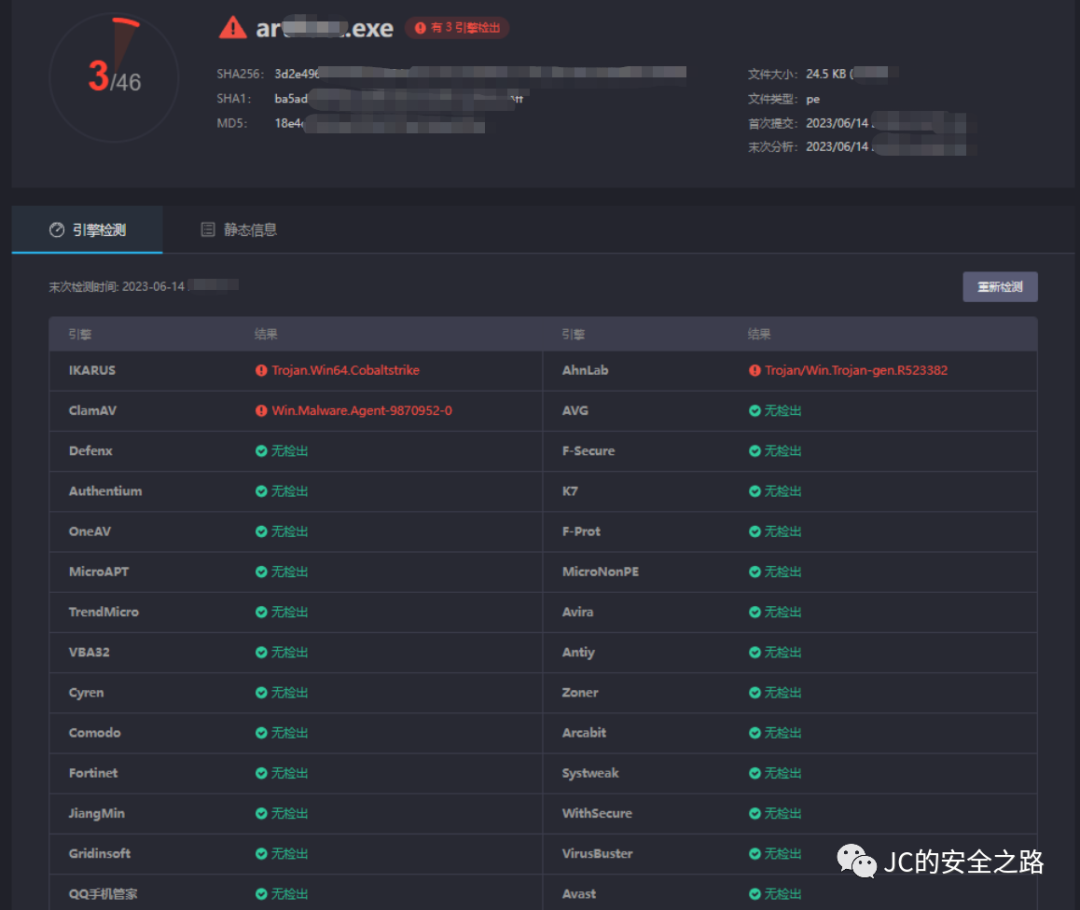 3/46
ar .exe 有 3 引擎检出
SHA256: 3d2e496
文件大小: 24.5 KB (
SHA1: ba5ad
文件类型: pe
MD5: 18e4
首次提交: 2023/06/14
末次分析: 2023/06/14
引擎检测 静态信息
末次检测时间: 2023-06-14
重新检测
引擎 结果 引擎 结果
IKARUS Trojan.Win64.Cobaltstrike AhnLab Trojan/Win.Trojan-gen.R523382
ClamAV Win.Malware.Agent-9870952-0 AVG 无检出
Defenx 无检出 F-Secure 无检出
Authentium 无检出 K7 无检出
OneAV 无检出 F-Prot 无检出
MicroAPT 无检出 MicroNonPE 无检出
TrendMicro 无检出 Avira 无检出
VBA32 无检出 Antiy 无检出
Cyren 无检出 Zoner 无检出
Comodo 无检出 Arcabit 无检出
Fortinet 无检出 Systweak 无检出
JiangMin 无检出 WithSecure 无检出
Gridinsoft 无检出 VirusBuster 无检出
QQ手机管家 无检出 Avast 无检出
JC的安全之路